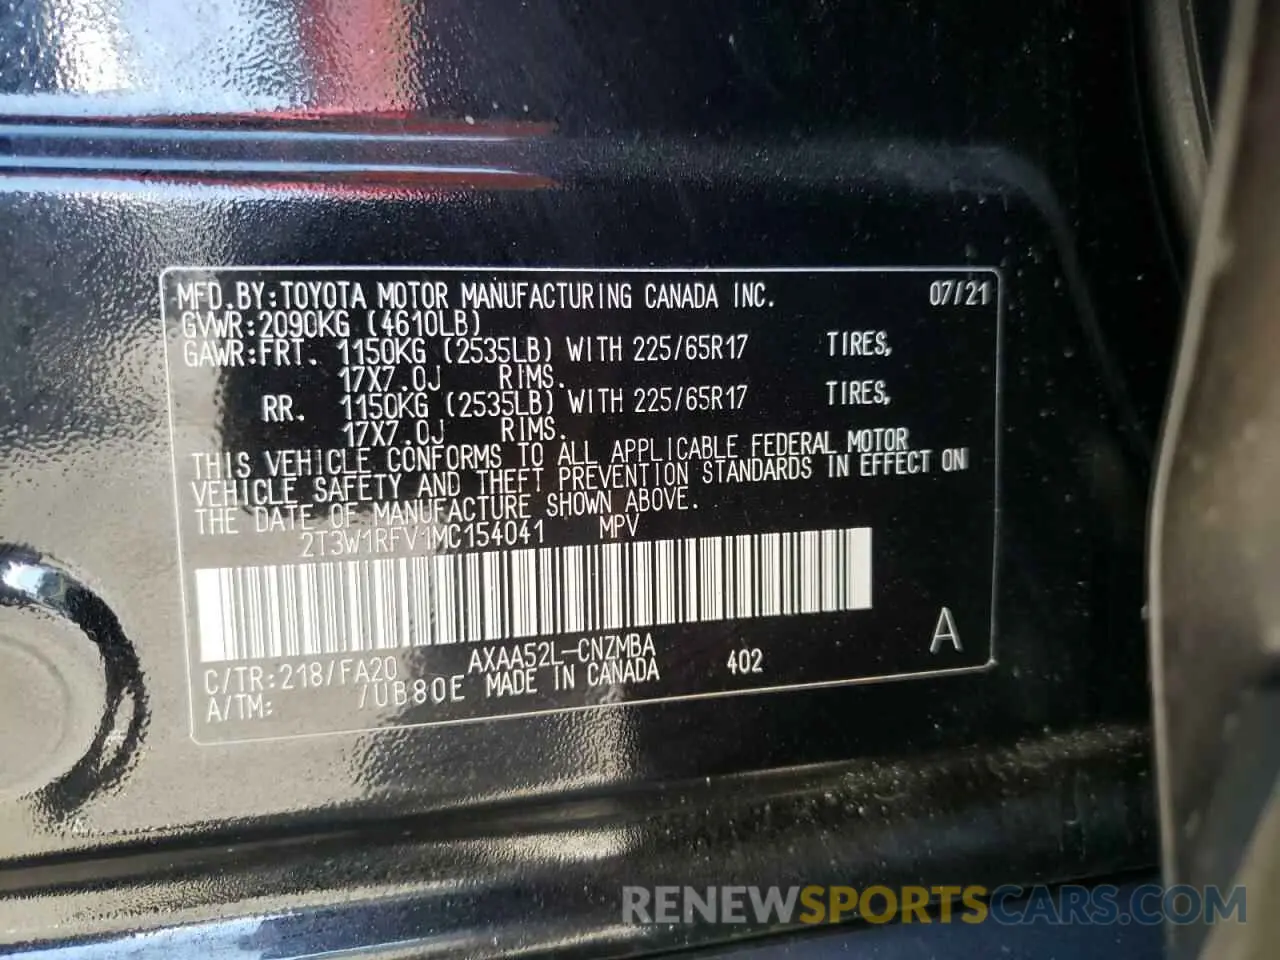 MFD.BY:TOYOTA MOTOR MANUFACTURING CANADA INC. 07/21
GVWR:2090KG (4610LB)
GAWR:FRT. 1150KG (2535LB) WITH 225/65R17 TIRES,
17X7.0J RIMS.
RR. 1150KG (2535LB) WITH 225/65R17 TIRES,
17X7.0J RIMS.
THIS VEHICLE CONFORMS TO ALL APPLICABLE FEDERAL MOTOR
VEHICLE SAFETY AND THEFT PREVENTION STANDARDS IN EFFECT ON
THE DATE OF MANUFACTURE SHOWN ABOVE.
2T3W1RFV1MC154041 MPV
A
C/TR:218/FA20 AXAA52L-CNZMBA 402
A/TM: /UB80E MADE IN CANADA
RENEWSPORTSCARS.COM